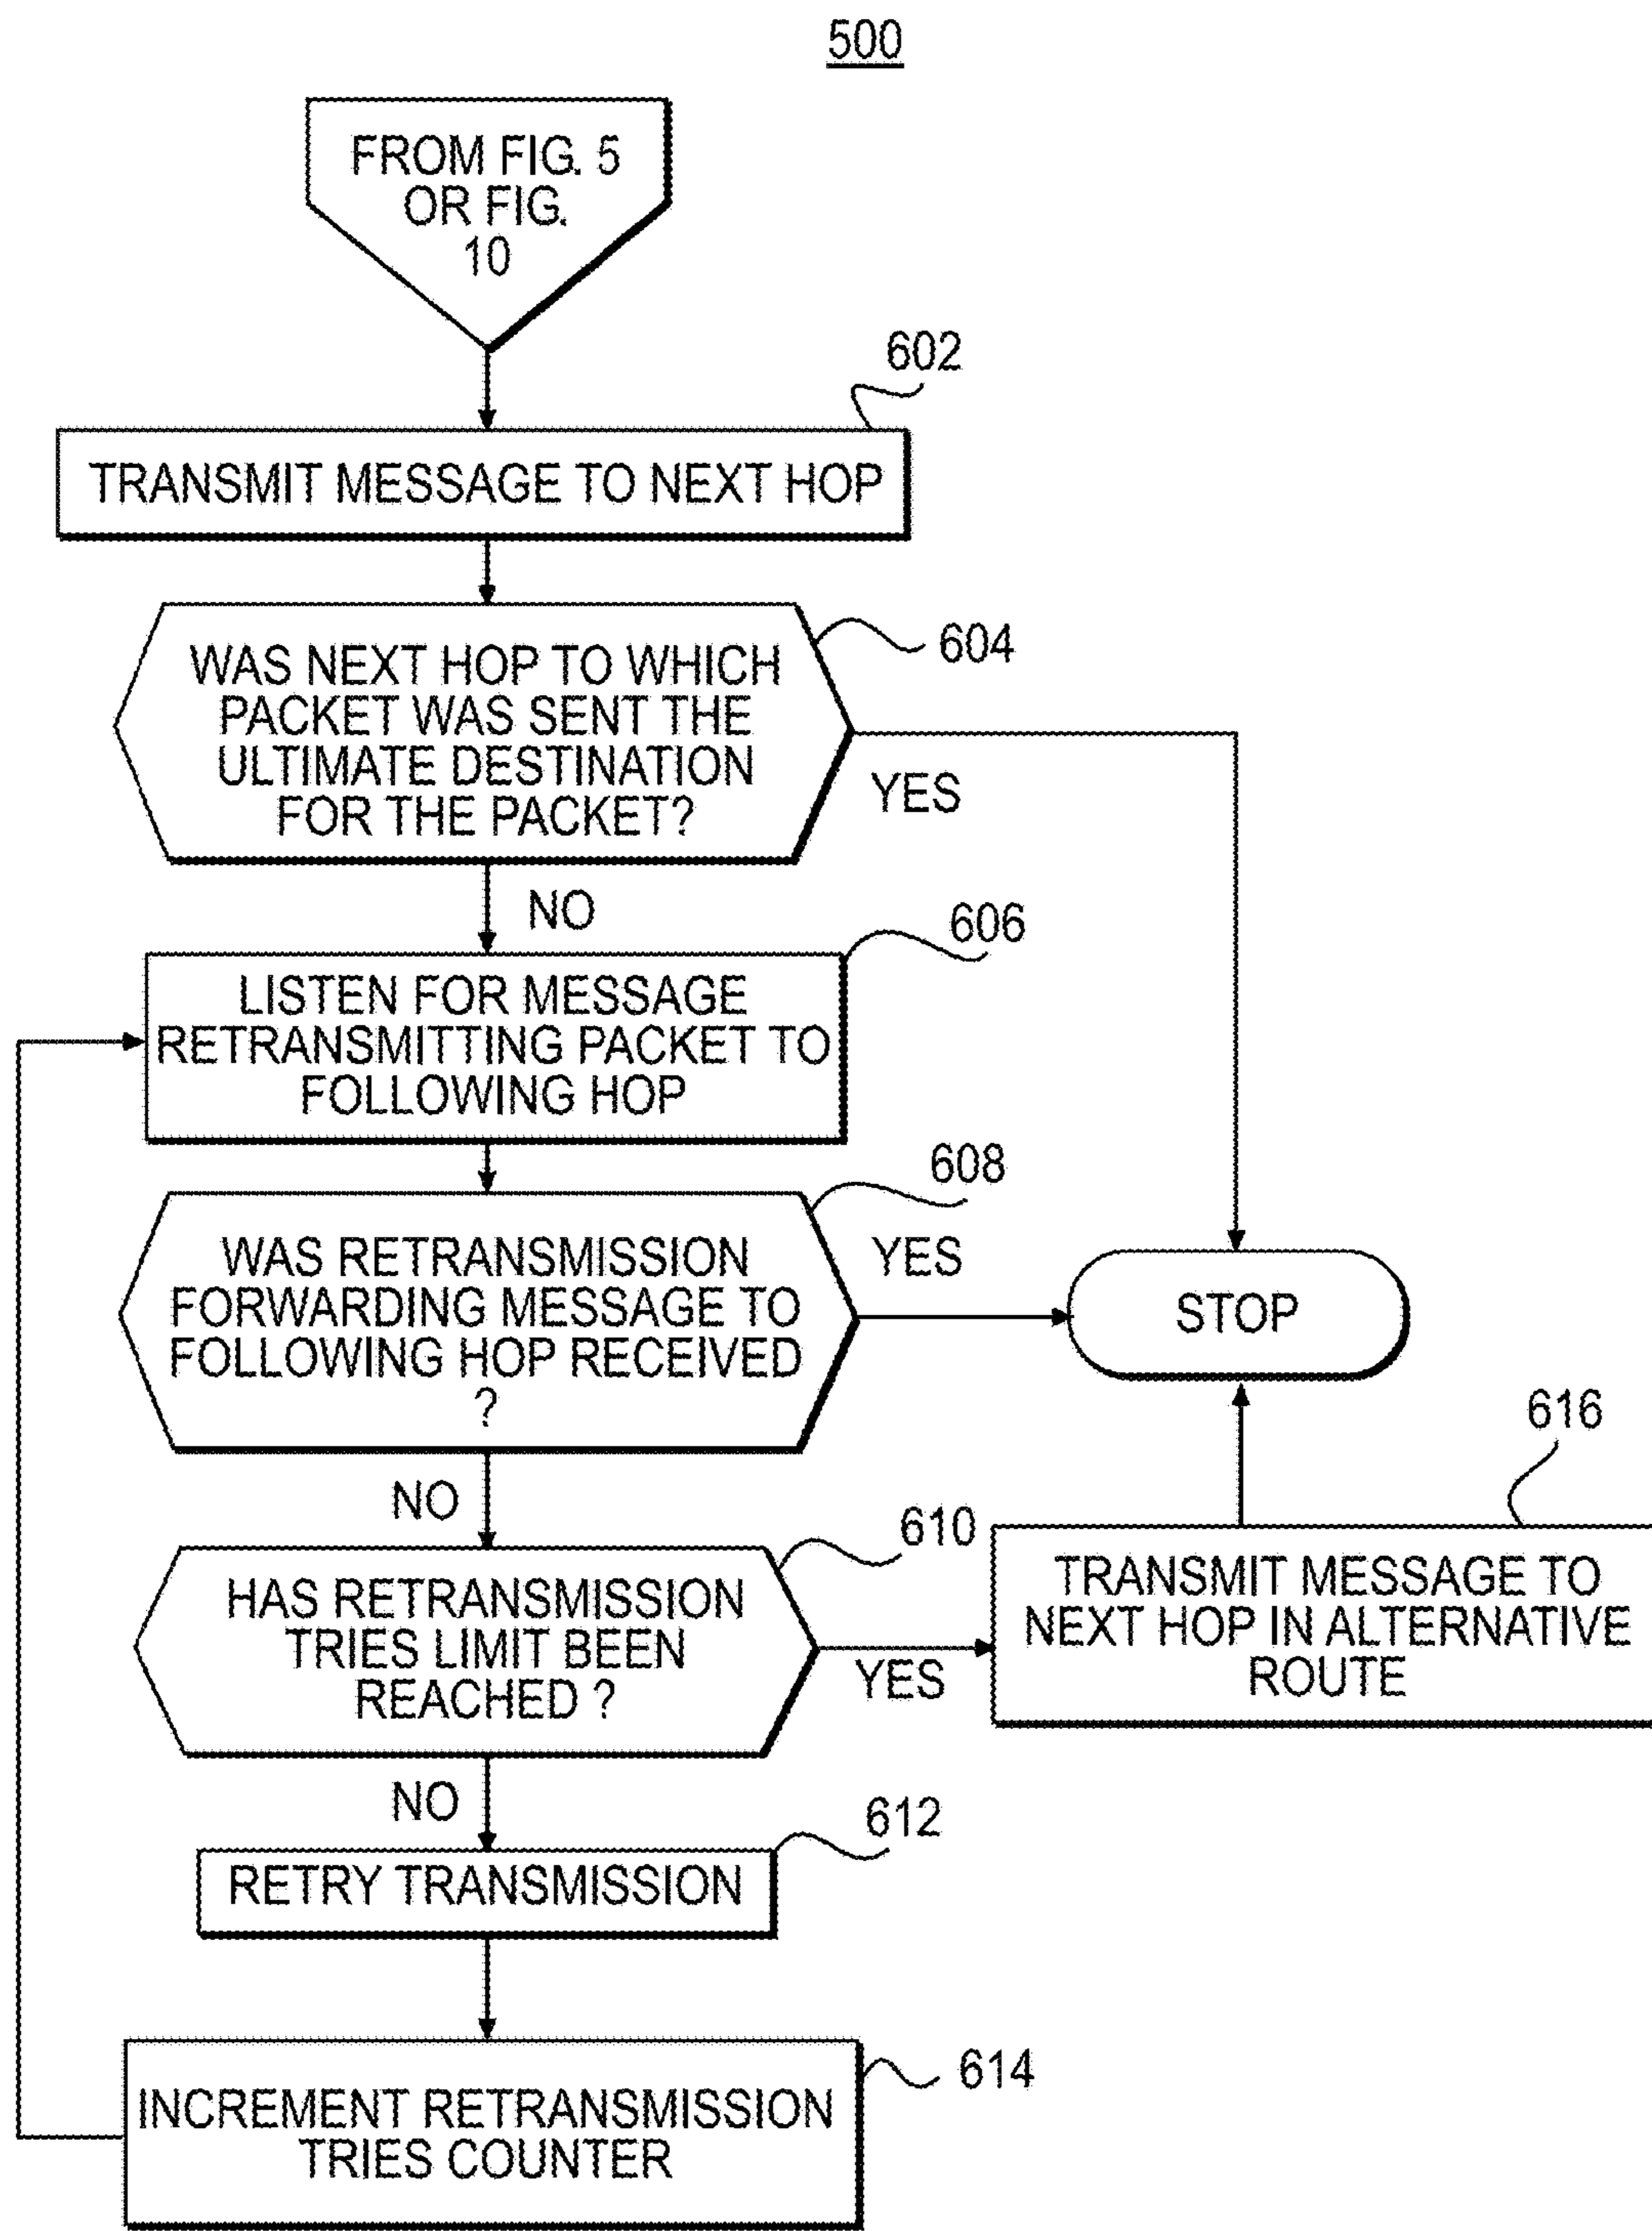 500
FROM FIG. 5
OR FIG.
10
602
TRANSMIT MESSAGE TO NEXT HOP
604
WAS NEXT HOP TO WHICH
PACKET WAS SENT THE
ULTIMATE DESTINATION
FOR THE PACKET?
YES
NO
606
LISTEN FOR MESSAGE
RETRANSMITTING PACKET TO
FOLLOWING HOP
608
WAS RETRANSMISSION
FORWARDING MESSAGE TO
FOLLOWING HOP RECEIVED
?
YES
STOP
NO
610
HAS RETRANSMISSION
TRIES LIMIT BEEN
REACHED ?
YES
616
TRANSMIT MESSAGE TO
NEXT HOP IN ALTERNATIVE
ROUTE
NO
612
RETRY TRANSMISSION
614
INCREMENT RETRANSMISSION
TRIES COUNTER